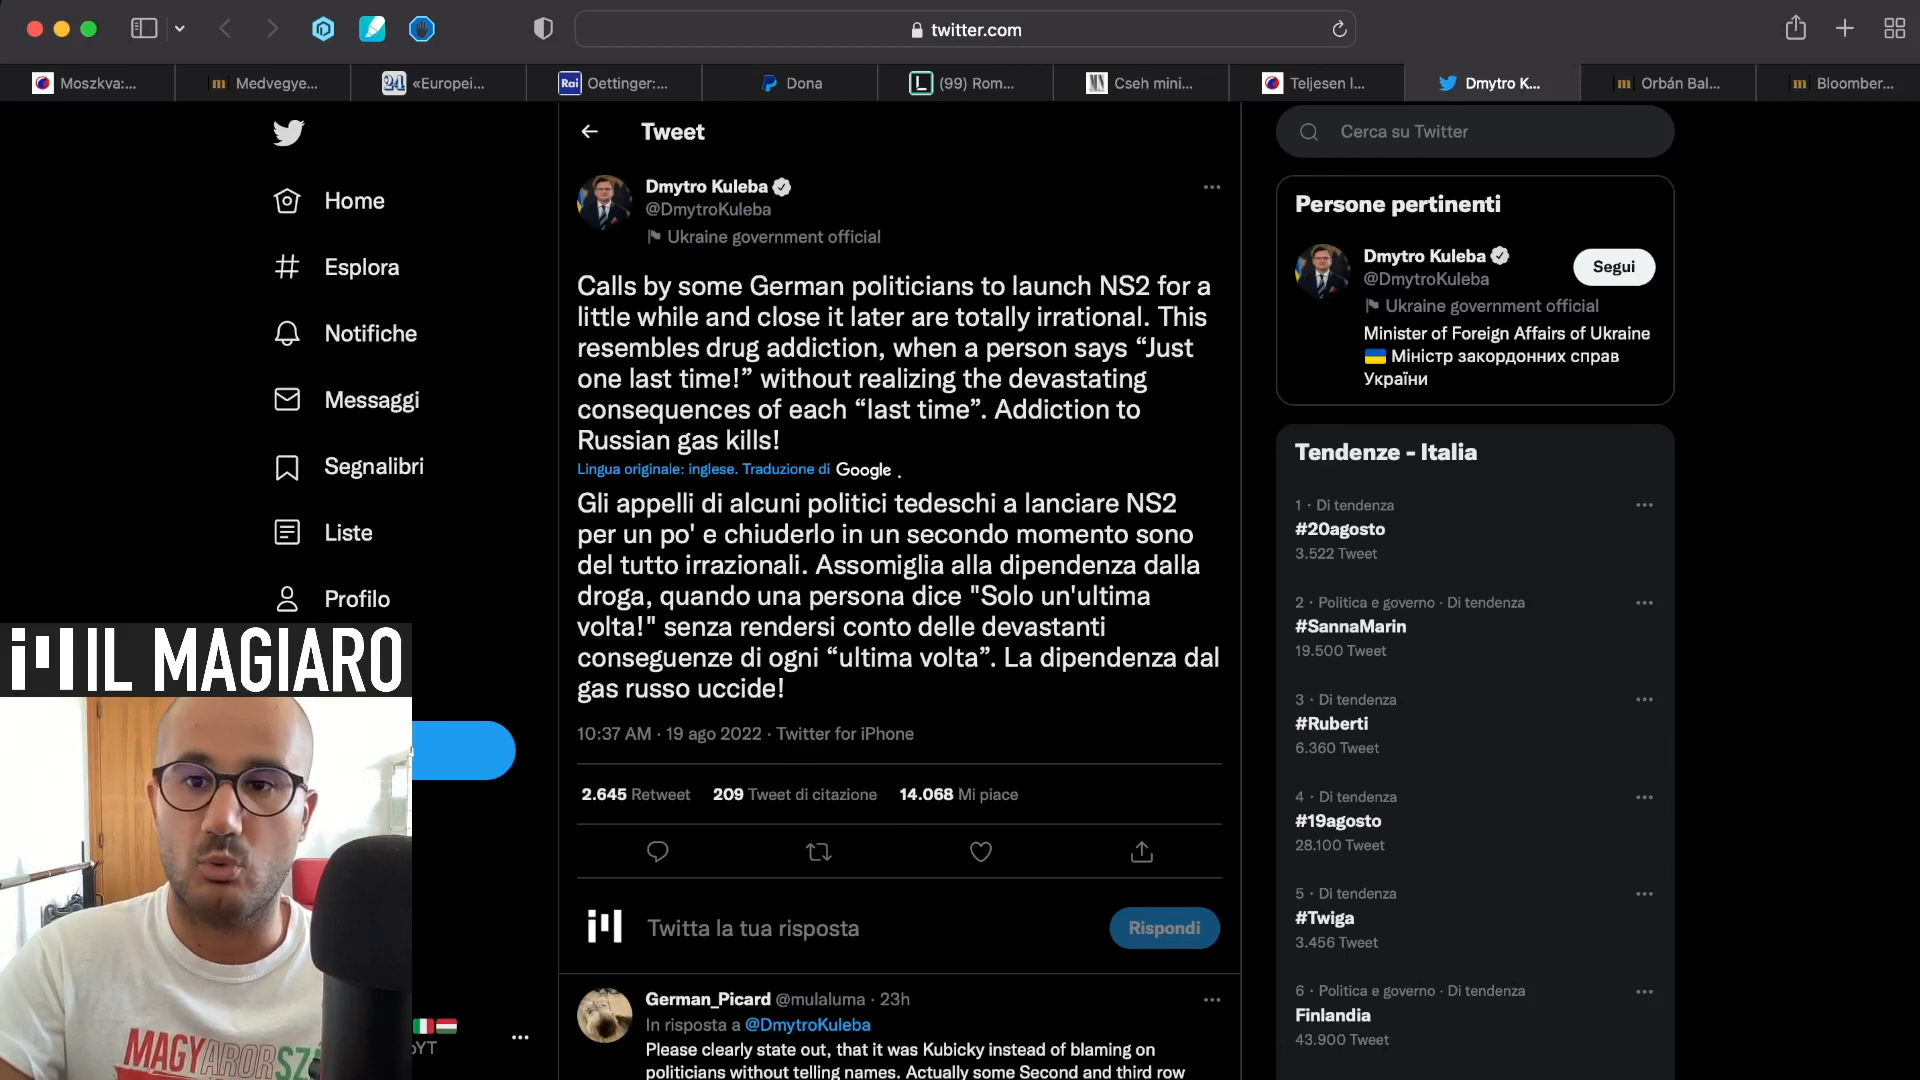 twitter.com
Moszkva:...
Medvegye...
«Europei...
Oettinger:...
Dona
(99) Rom...
Cseh mini...
Teljesen l...
Dmytro K...
Orbán Bal...
Bloomber...
Home
Esplora
Notifiche
Messaggi
Segnalibri
Liste
Profilo
IL MAGIARO
MAGYARORSZ
Tweet
Dmytro Kuleba
@DmytroKuleba
Ukraine government official
Calls by some German politicians to launch NS2 for a
little while and close it later are totally irrational. This
resembles drug addiction, when a person says “Just
one last time!” without realizing the devastating
consequences of each “last time”. Addiction to
Russian gas kills!
Lingua originale: inglese. Traduzione di Google .
Gli appelli di alcuni politici tedeschi a lanciare NS2
per un po' e chiuderlo in un secondo momento sono
del tutto irrazionali. Assomiglia alla dipendenza dalla
droga, quando una persona dice "Solo un'ultima
volta!" senza rendersi conto delle devastanti
conseguenze di ogni “ultima volta”. La dipendenza dal
gas russo uccide!
10:37 AM · 19 ago 2022 · Twitter for iPhone
2.645 Retweet 209 Tweet di citazione 14.068 Mi piace
Twitta la tua risposta
Rispondi
German_Picard @mulaluma · 23h
In risposta a @DmytroKuleba
Please clearly state out, that it was Kubicky instead of blaming on
politicians without telling names. Actually some Second and third row
Cerca su Twitter
Persone pertinenti
Dmytro Kuleba
@DmytroKuleba
Segui
Ukraine government official
Minister of Foreign Affairs of Ukraine
Міністр закордонних справ
України
Tendenze - Italia
1 · Di tendenza
#20agosto
3.522 Tweet
2 · Politica e governo · Di tendenza
#SannaMarin
19.500 Tweet
3 · Di tendenza
#Ruberti
6.360 Tweet
4 · Di tendenza
#19agosto
28.100 Tweet
5 · Di tendenza
#Twiga
3.456 Tweet
6 · Politica e governo · Di tendenza
Finlandia
43.900 Tweet